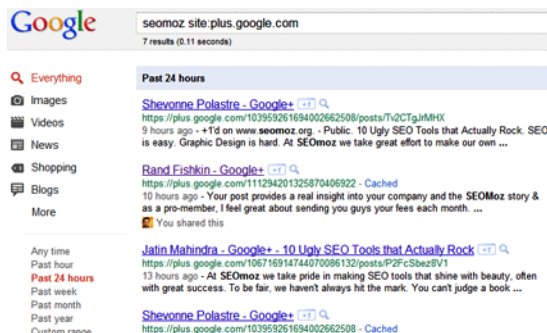 Google
seomoz site:plus.google.com
7 results (0.11 seconds)
Everything
Images
Videos
News
Shopping
Blogs
More
Any time
Past hour
Past 24 hours
Past week
Past month
Past year
Custom range
Past 24 hours
Shevonne Polastre - Google+ +1
https://plus.google.com/103959261694002662508/posts/Tv2CTgJrMHX
9 hours ago - +1'd on www.seomoz.org. - Public. 10 Ugly SEO Tools that Actually Rock. SEO
is easy. Graphic Design is hard. At SEOmoz we take great effort to make our own ...
Rand Fishkin - Google+ +1
https://plus.google.com/111294201325870406922 - Cached
10 hours ago - Your post provides a real insight into your company and the SEOMoz story &
as a pro-member, I feel great about sending you guys your fees each month. ...
You shared this
Jatin Mahindra - Google+ - 10 Ugly SEO Tools that Actually Rock +1
https://plus.google.com/106716914744070086132/posts/P2FcSbez8V1
13 hours ago - At SEOmoz we take pride in making SEO tools that shine with beauty, often
with great success. To be fair, we haven't always hit the mark. You can't judge a book ...
Shevonne Polastre - Google+ +1
https://plus.google.com/103959261694002662508 - Cached